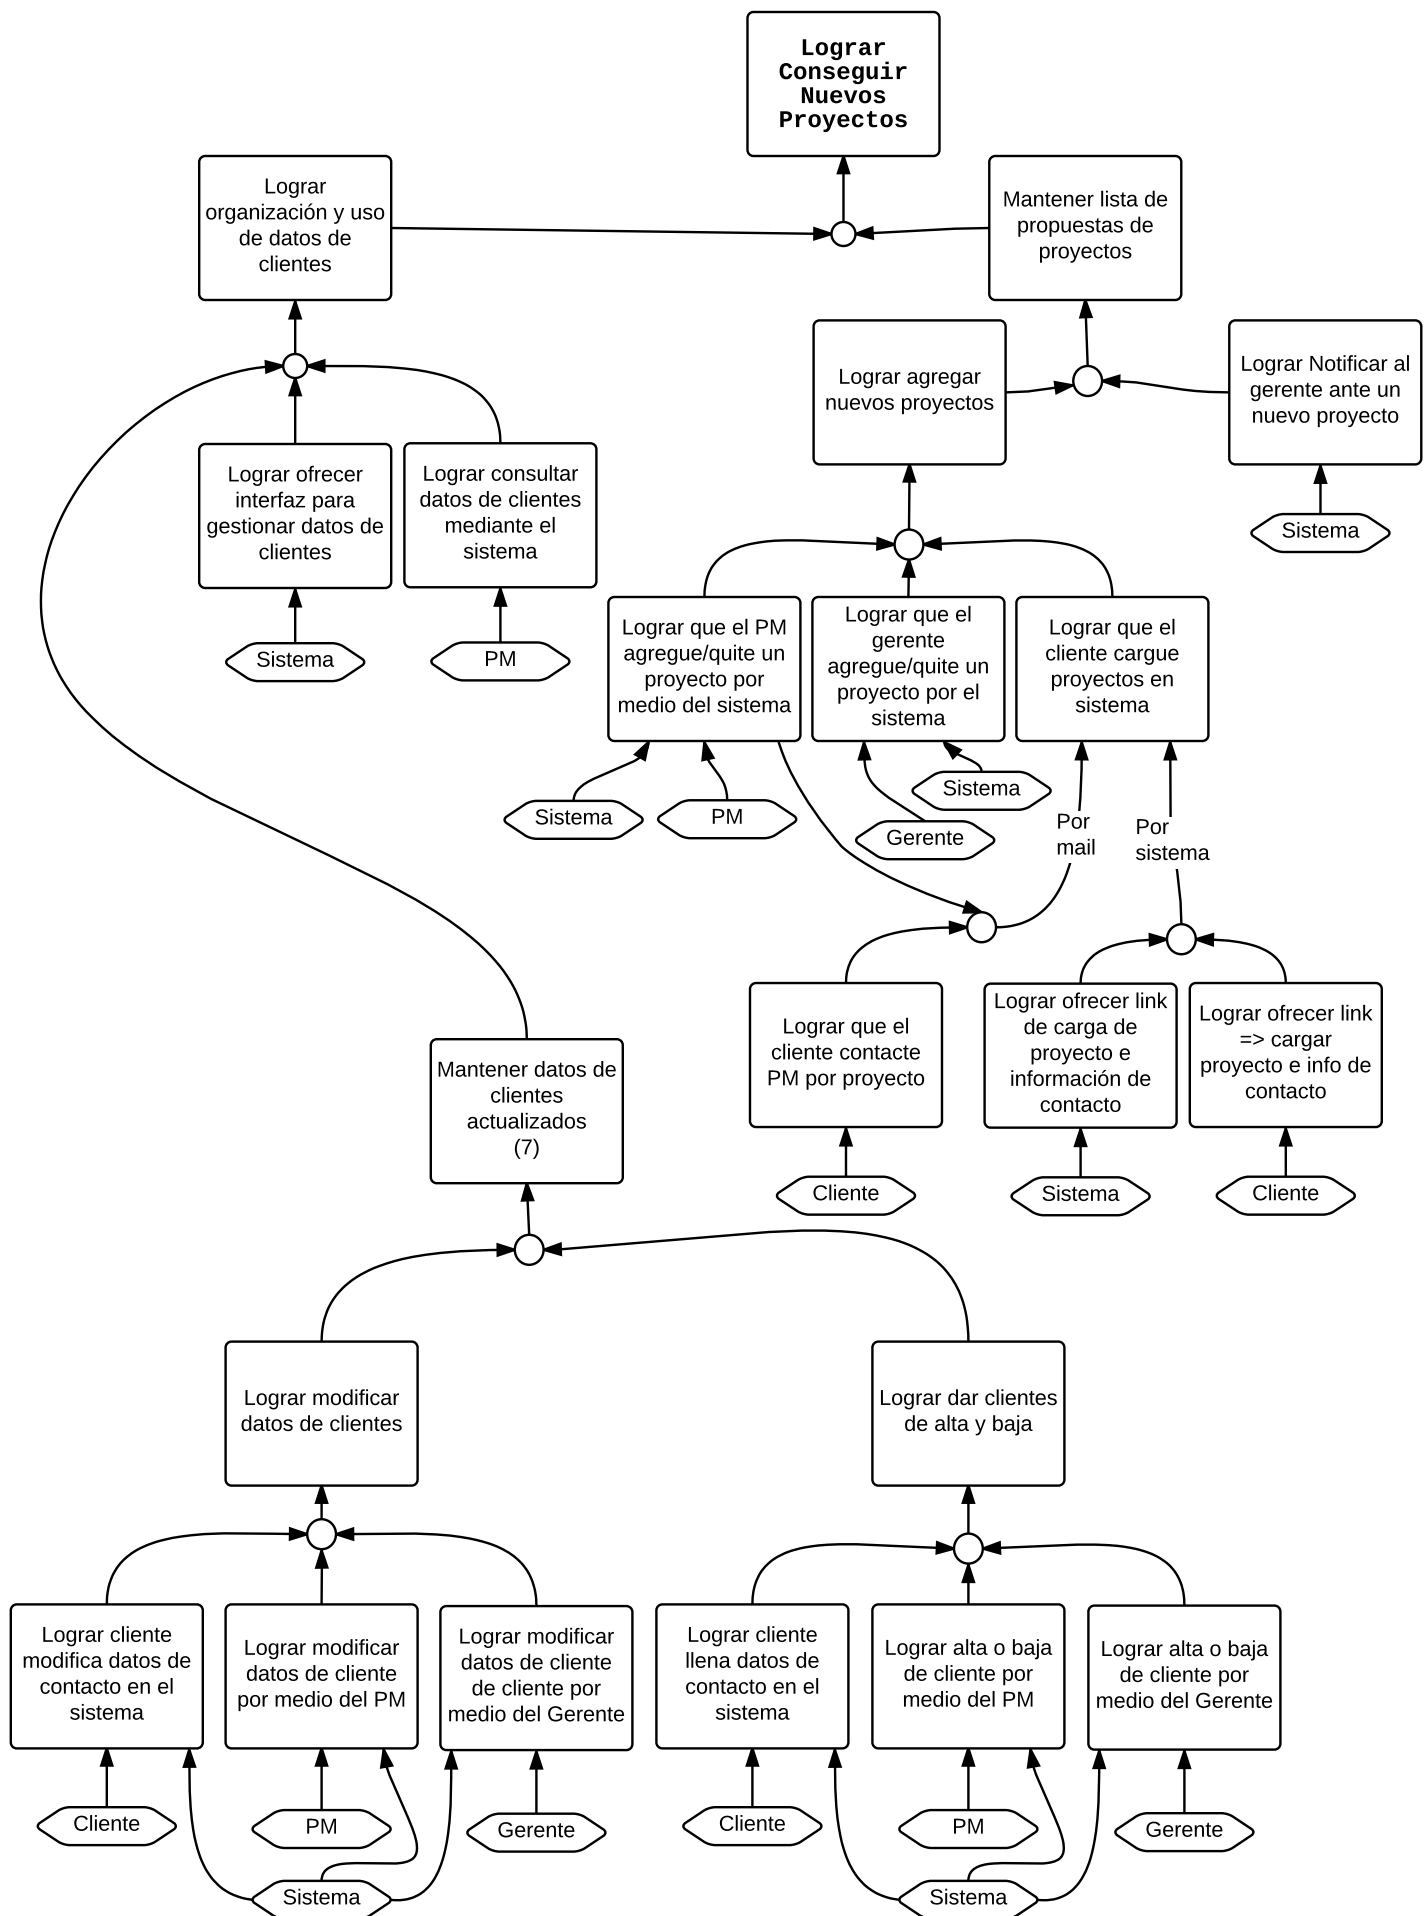 Lograr
Conseguir
Nuevos
Proyectos
Lograr
organización y uso
de datos de
clientes
Mantener lista de
propuestas de
proyectos
Lograr agregar
nuevos proyectos
Lograr Notificar al
gerente ante un
nuevo proyecto
Sistema
Lograr ofrecer
interfaz para
gestionar datos de
clientes
Lograr consultar
datos de clientes
mediante el
sistema
Sistema
PM
Lograr que el PM
agregue/quite un
proyecto por
medio del sistema
Lograr que el
gerente
agregue/quite un
proyecto por el
sistema
Lograr que el
cliente cargue
proyectos en
sistema
Sistema
PM
Sistema
Gerente
Por
mail
Por
sistema
Lograr que el
cliente contacte
PM por proyecto
Lograr ofrecer link
de carga de
proyecto e
información de
contacto
Lograr ofrecer link
=> cargar
proyecto e info de
contacto
Cliente
Sistema
Cliente
Mantener datos de
clientes
actualizados
(7)
Lograr modificar
datos de clientes
Lograr dar clientes
de alta y baja
Lograr cliente
modifica datos de
contacto en el
sistema
Lograr modificar
datos de cliente
por medio del PM
Lograr modificar
datos de cliente
de cliente por
medio del Gerente
Lograr cliente
llena datos de
contacto en el
sistema
Lograr alta o baja
de cliente por
medio del PM
Lograr alta o baja
de cliente por
medio del Gerente
Cliente
PM
Gerente
Sistema
Cliente
PM
Gerente
Sistema